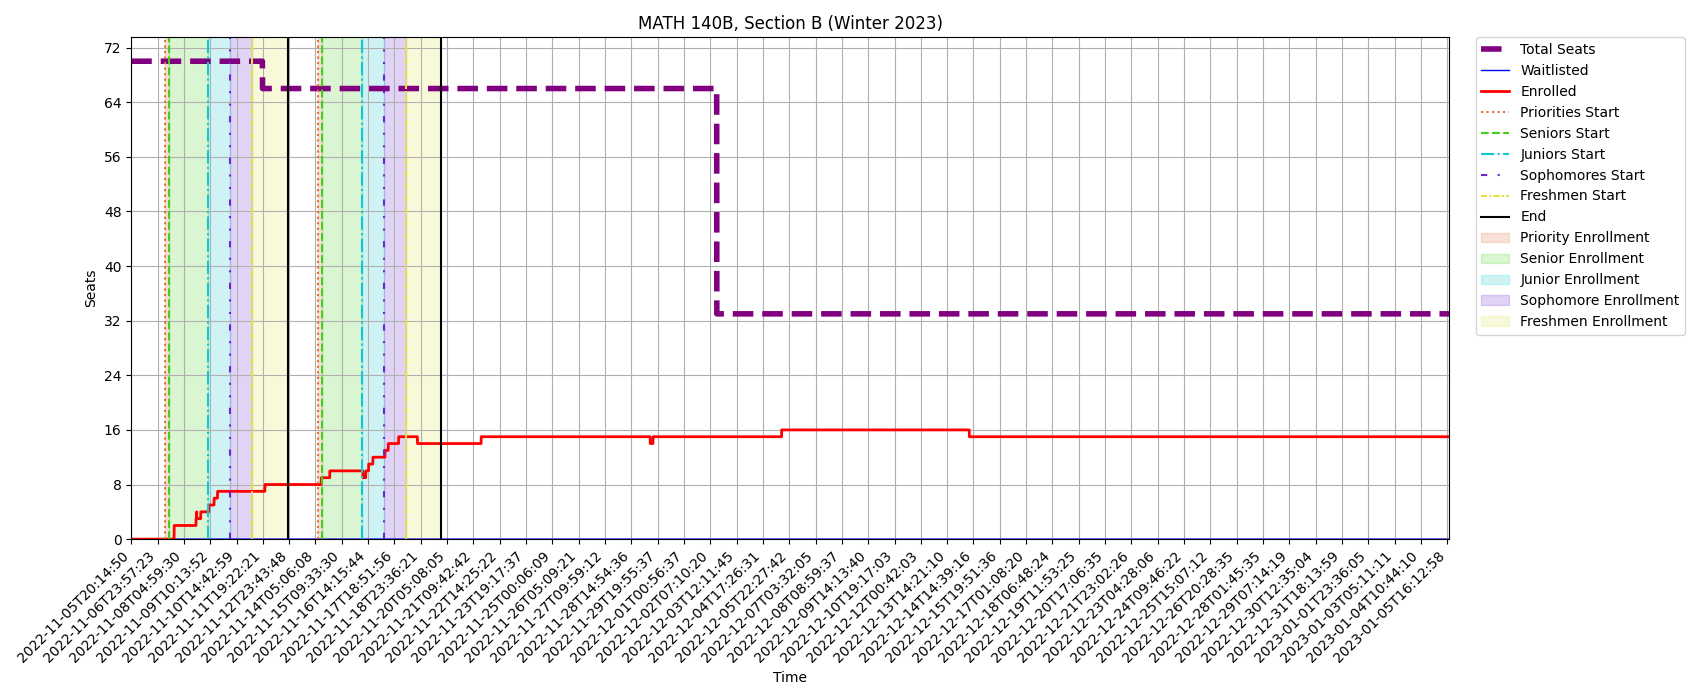 MATH 140B, Section B (Winter 2023)
72
64
56
48
40
32
24
16
8
0
Seats
2022-11-05T20:14:50
2022-11-06T23:57:23
2022-11-08T04:59:30
2022-11-09T10:13:52
2022-11-10T14:42:59
2022-11-11T19:22:21
2022-11-12T23:43:48
2022-11-14T05:06:08
2022-11-15T09:33:30
2022-11-16T14:15:44
2022-11-17T18:51:56
2022-11-18T23:36:21
2022-11-20T05:08:05
2022-11-21T09:42:42
2022-11-22T14:25:22
2022-11-23T19:17:37
2022-11-25T00:06:09
2022-11-26T05:09:21
2022-11-27T09:59:12
2022-11-28T14:54:36
2022-11-29T19:55:37
2022-12-01T00:56:37
2022-12-02T07:10:20
2022-12-03T12:11:45
2022-12-04T17:26:31
2022-12-05T22:27:42
2022-12-07T03:32:05
2022-12-08T08:59:37
2022-12-09T14:13:40
2022-12-10T19:17:03
2022-12-12T00:42:03
2022-12-13T14:21:10
2022-12-14T14:39:16
2022-12-15T19:51:36
2022-12-17T01:08:20
2022-12-18T06:48:24
2022-12-19T11:53:25
2022-12-20T17:06:35
2022-12-21T23:02:26
2022-12-23T04:28:06
2022-12-24T09:46:22
2022-12-25T15:07:12
2022-12-26T20:28:35
2022-12-28T01:45:35
2022-12-29T07:14:19
2022-12-30T12:35:04
2022-12-31T18:13:59
2023-01-01T23:36:05
2023-01-03T05:11:11
2023-01-04T10:44:10
2023-01-05T16:12:58
Time
Total Seats
Waitlisted
Enrolled
Priorities Start
Seniors Start
Juniors Start
Sophomores Start
Freshmen Start
End
Priority Enrollment
Senior Enrollment
Junior Enrollment
Sophomore Enrollment
Freshmen Enrollment